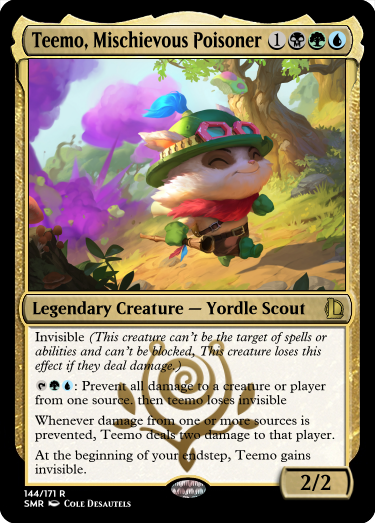 Teemo, Mischievous Poisoner 1
Legendary Creature — Yordle Scout
Invisible (This creature can't be the target of spells or
abilities and can't be blocked, This creature loses this
effect if they deal damage.)
: Prevent all damage to a creature or player
from one source. then teemo loses invisible
Whenever damage from one or more sources is
prevented, Teemo deals two damage to that player.
At the beginning of your endstep, Teemo gains
invisible.
2/2
144/171 R
SMR Cole Desautels